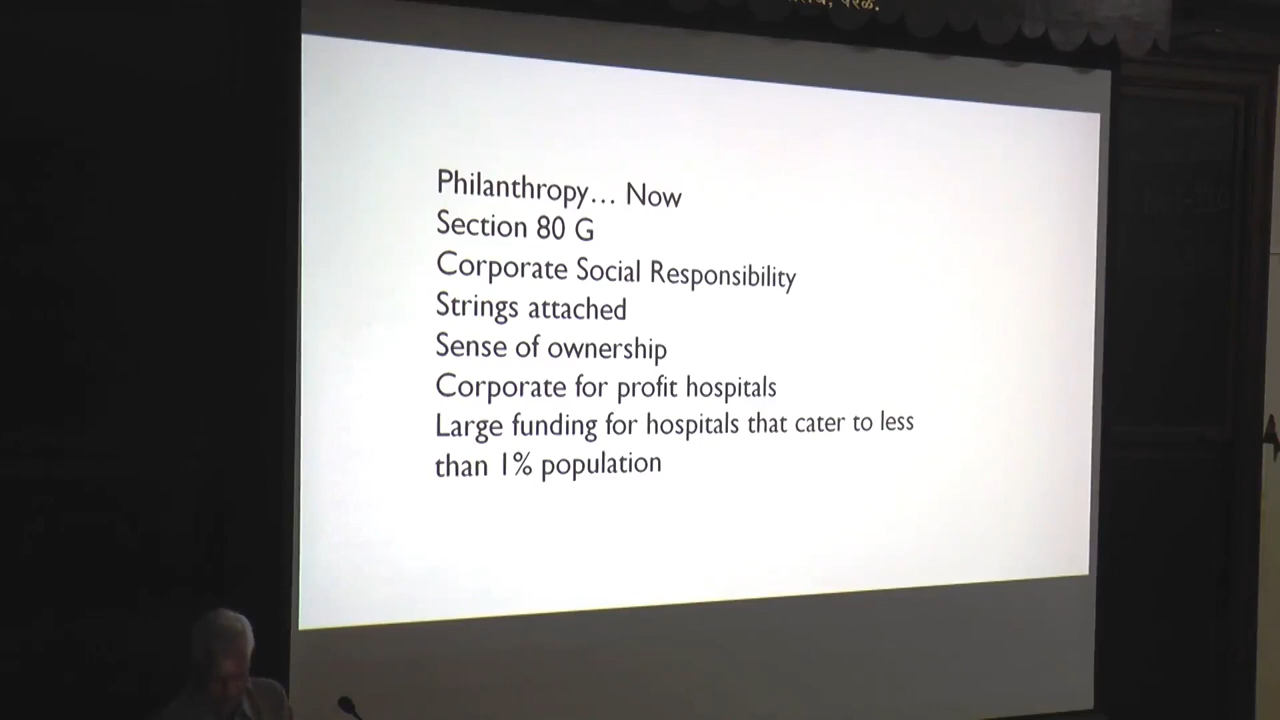 परळ.
Philanthropy... Now
Section 80 G
Corporate Social Responsibility
Strings attached
Sense of ownership
Corporate for profit hospitals
Large funding for hospitals that cater to less
than 1% population